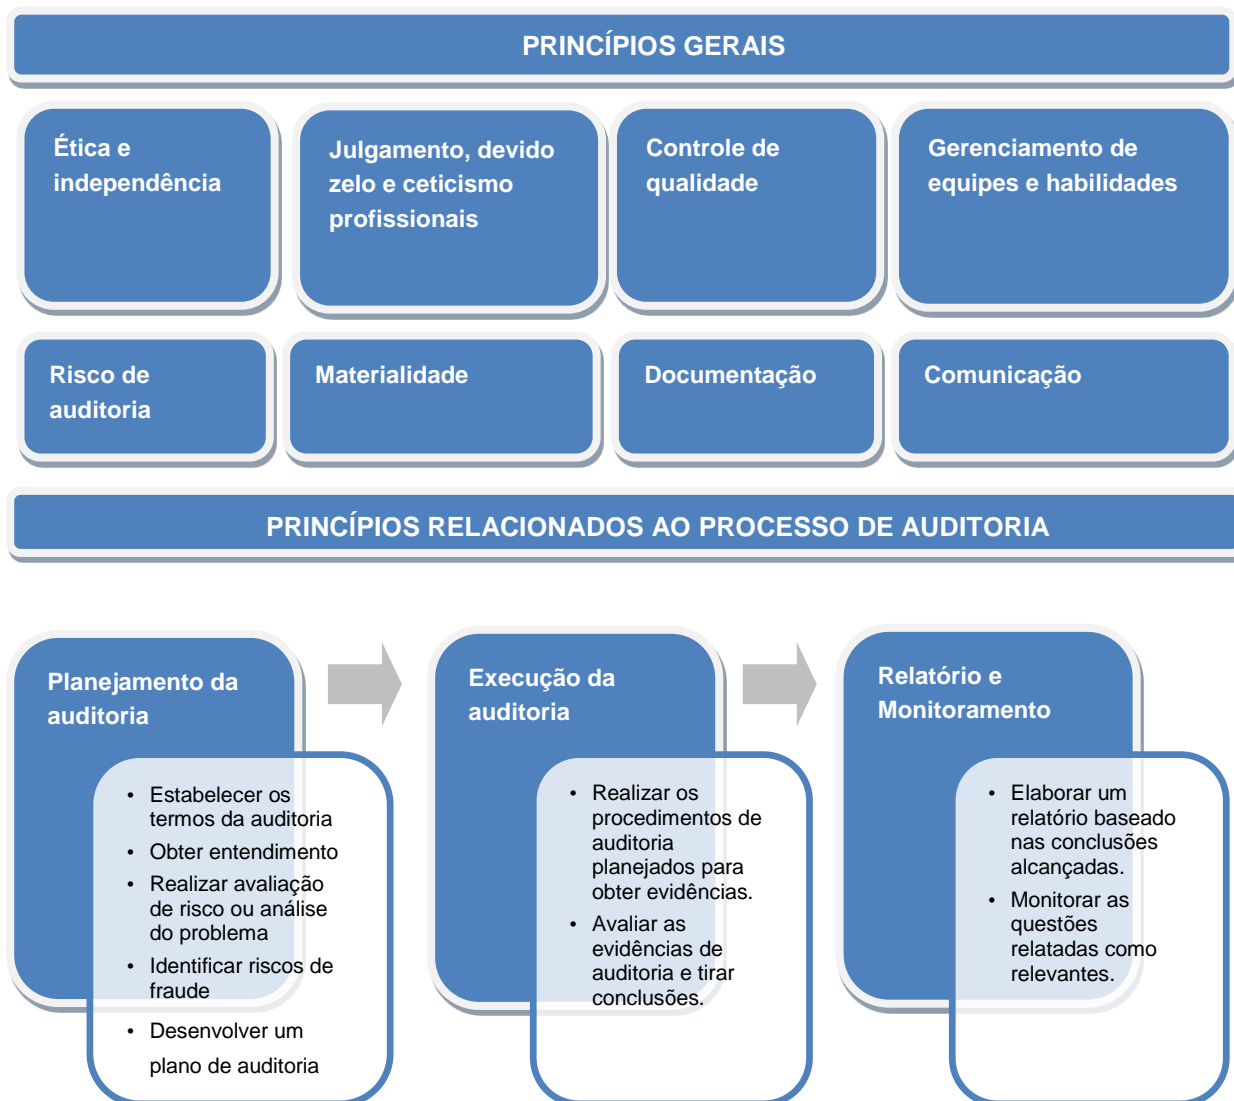 PRINCÍPIOS GERAIS
Ética e
independência
Julgamento, devido
zelo e ceticismo
profissionais
Controle de
qualidade
Gerenciamento de
equipes e habilidades
Risco de
auditoria
Materialidade
Documentação
Comunicação
PRINCÍPIOS RELACIONADOS AO PROCESSO DE AUDITORIA
Planejamento da
auditoria
• Estabelecer os
termos da auditoria
• Obter entendimento
• Realizar avaliação
de risco ou análise
do problema
• Identificar riscos de
fraude
• Desenvolver um
plano de auditoria
Execução da
auditoria
• Realizar os
procedimentos de
auditoria
planejados para
obter evidências.
• Avaliar as
evidências de
auditoria e tirar
conclusões.
Relatório e
Monitoramento
• Elaborar um
relatório baseado
nas conclusões
alcançadas.
• Monitorar as
questões
relatadas como
relevantes.